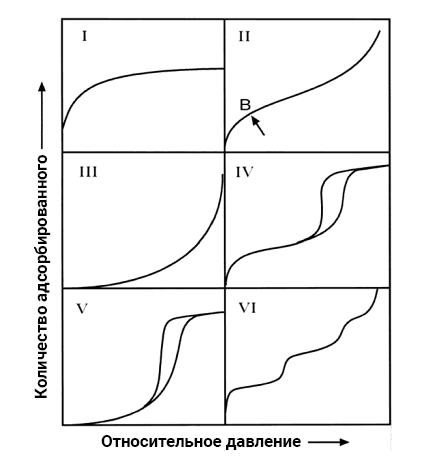 I
II
B
III
IV
V
VI
Количество адсорбированного
Относительное давление